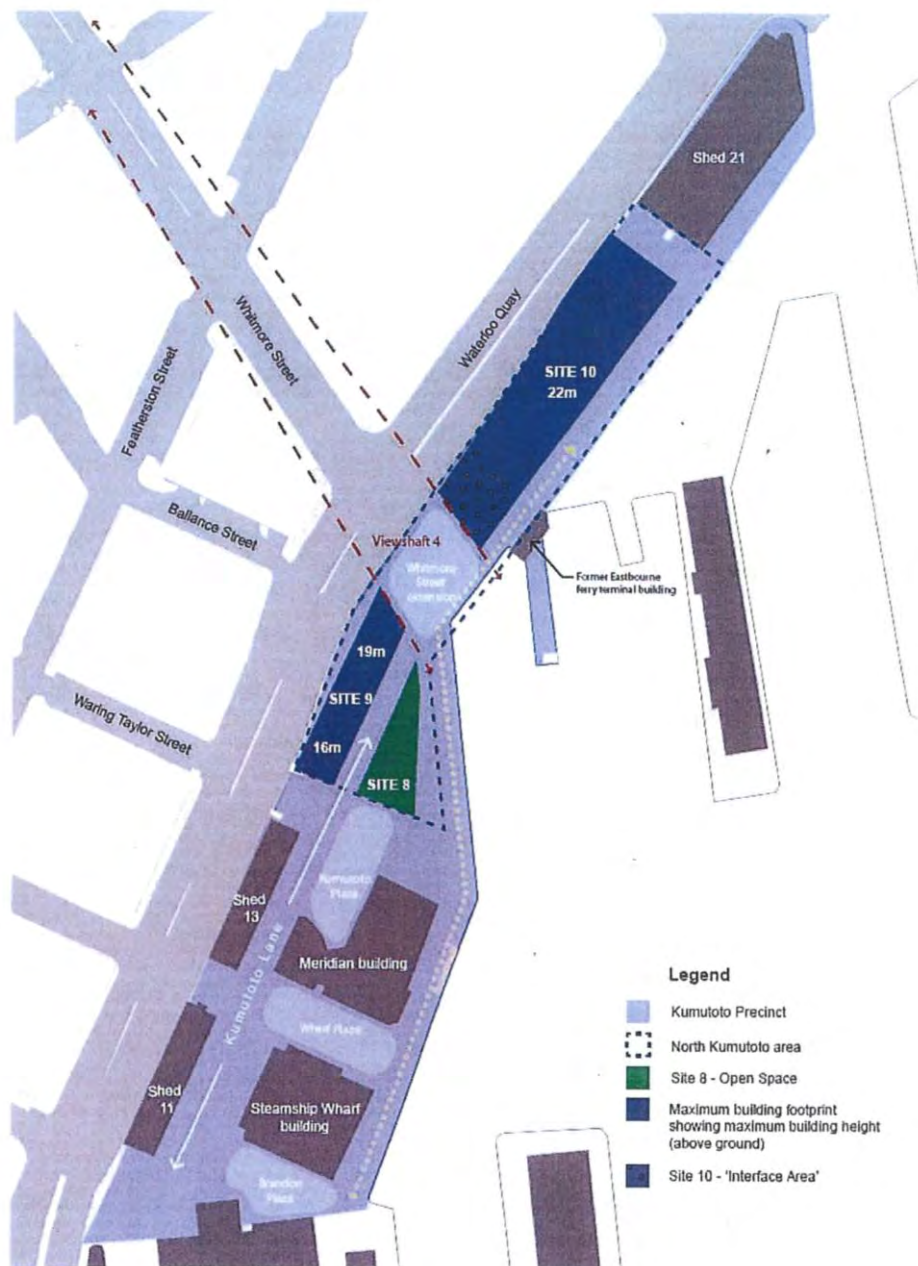 Shed 21
SITE 10
22m
Waterloo Quay
Whitmore Street
Featherston Street
Ballance Street
Viewshaft 4
Whitmore
Street
extension
Former Eastbourne
ferry terminal building
19m
SITE 9
16m
SITE 8
Waring Taylor Street
Kumutoto
Plaza
Shed
13
Meridian building
Kumutoto Lane
Wharf Plaza
Shed
11
Steamship Wharf
building
Brandon
Plaza
Legend
Kumutoto Precinct
North Kumutoto area
Site 8 - Open Space
Maximum building footprint
showing maximum building height
(above ground)
Site 10 - 'Interface Area'